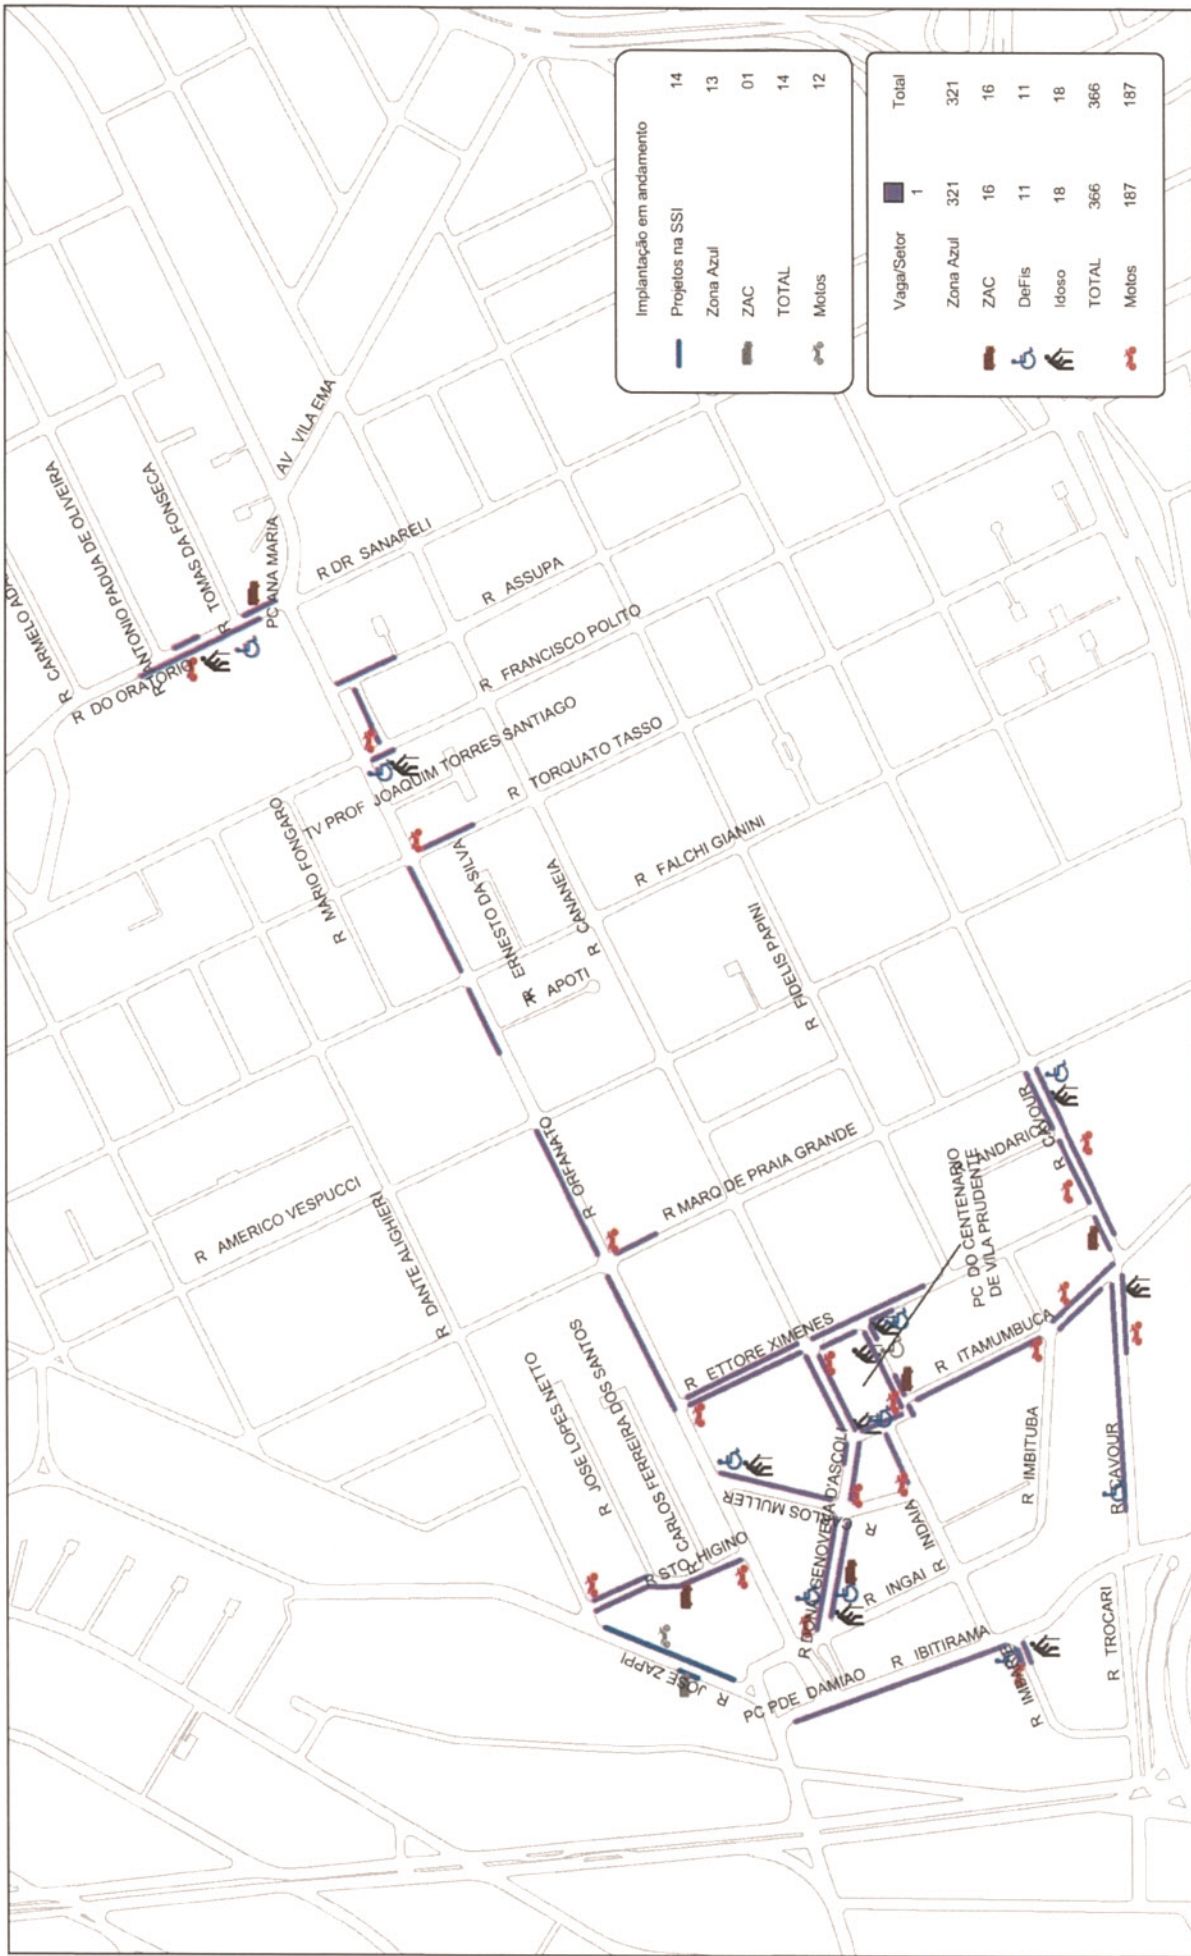 Implantação em andamento
Projetos na SSI 14
Zona Azul 13
ZAC 01
TOTAL 14
Motos 12
Vaga/Setor 1 Total
Zona Azul 321 321
ZAC 16 16
DeFis 11 11
Idoso 18 18
TOTAL 366 366
Motos 187 187
R CARMELO
R DO ORATORIO
R ANTONIO PADUA DE OLIVEIRA
R TOMAS DA FONSECA
PC ANA MARIA
AV VILA EMA
R DR SANARELI
R ASSUPA
R FRANCISCO POLITO
TV PROF JOAQUIM TORRES SANTIAGO
R TORQUATO TASSO
R MARIO FONGARO
R FALCHI GIANINI
R ERNESTO DA SILVA
R CANANEIA
APOTI
R FIDELIS PAPINI
R ORFANATO
R MARQ DE PRAIA GRANDE
R AMERICO VESPUCCI
R DANTE ALIGHIERI
R CAVOUR
PC DO CENTENARIO
DE VILA PRUDENTE
R ETTORE XIMENES
R ITAMUMBUCA
R JOSE LOPES NETTO
R CARLOS FERREIRA DOS SANTOS
R STO HIGINO
R CARLOS MULLER
R DONA GENOVEVA D'ASCOLI
R INDAIA
R INGAI
R IMBITUBA
R CAVOUR
R JOSE ZAPPI
PC PDE DAMIAO
R IBITIRAMA
R TROCARI